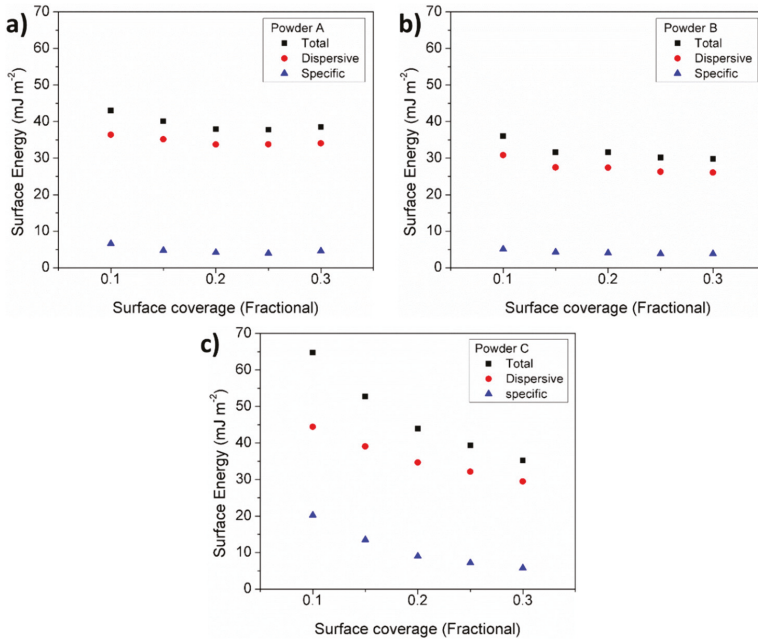 a)
70
60
50
40
30
20
10
0
Surface Energy (mJ m⁻²)
Powder A
Total
Dispersive
Specific
0.1 0.2 0.3
Surface coverage (Fractional)
b)
70
60
50
40
30
20
10
0
Surface Energy (mJ m⁻²)
Powder B
Total
Dispersive
Specific
0.1 0.2 0.3
Surface coverage (Fractional)
c)
70
60
50
40
30
20
10
0
Surface Energy (mJ m⁻²)
Powder C
Total
Dispersive
specific
0.1 0.2 0.3
Surface coverage (Fractional)